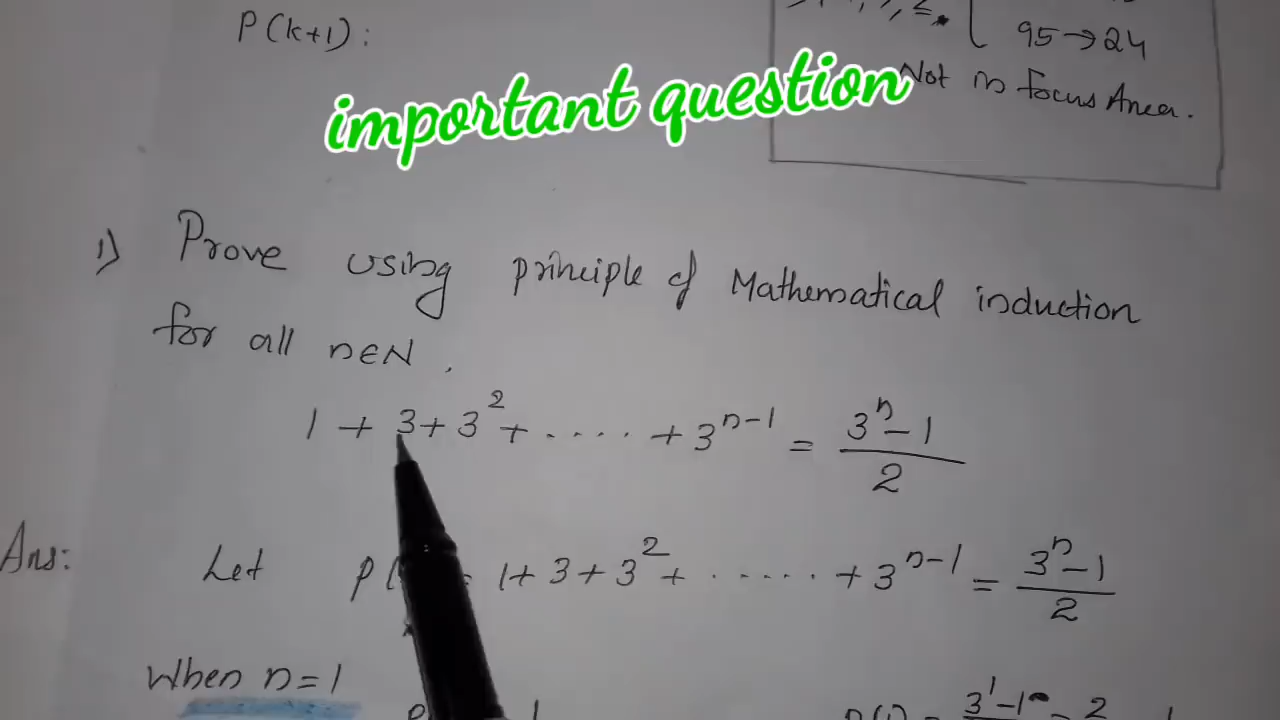 P(k+1):
95→24
Not in focus Area.
important question
1) Prove using principle of Mathematical induction
for all n∈N.
1 + 3 + 3² + ..... + 3ⁿ⁻¹ = (3ⁿ-1)/2
Ans: Let P( = 1 + 3 + 3² + ...... + 3ⁿ⁻¹ = (3ⁿ-1)/2
When n=1